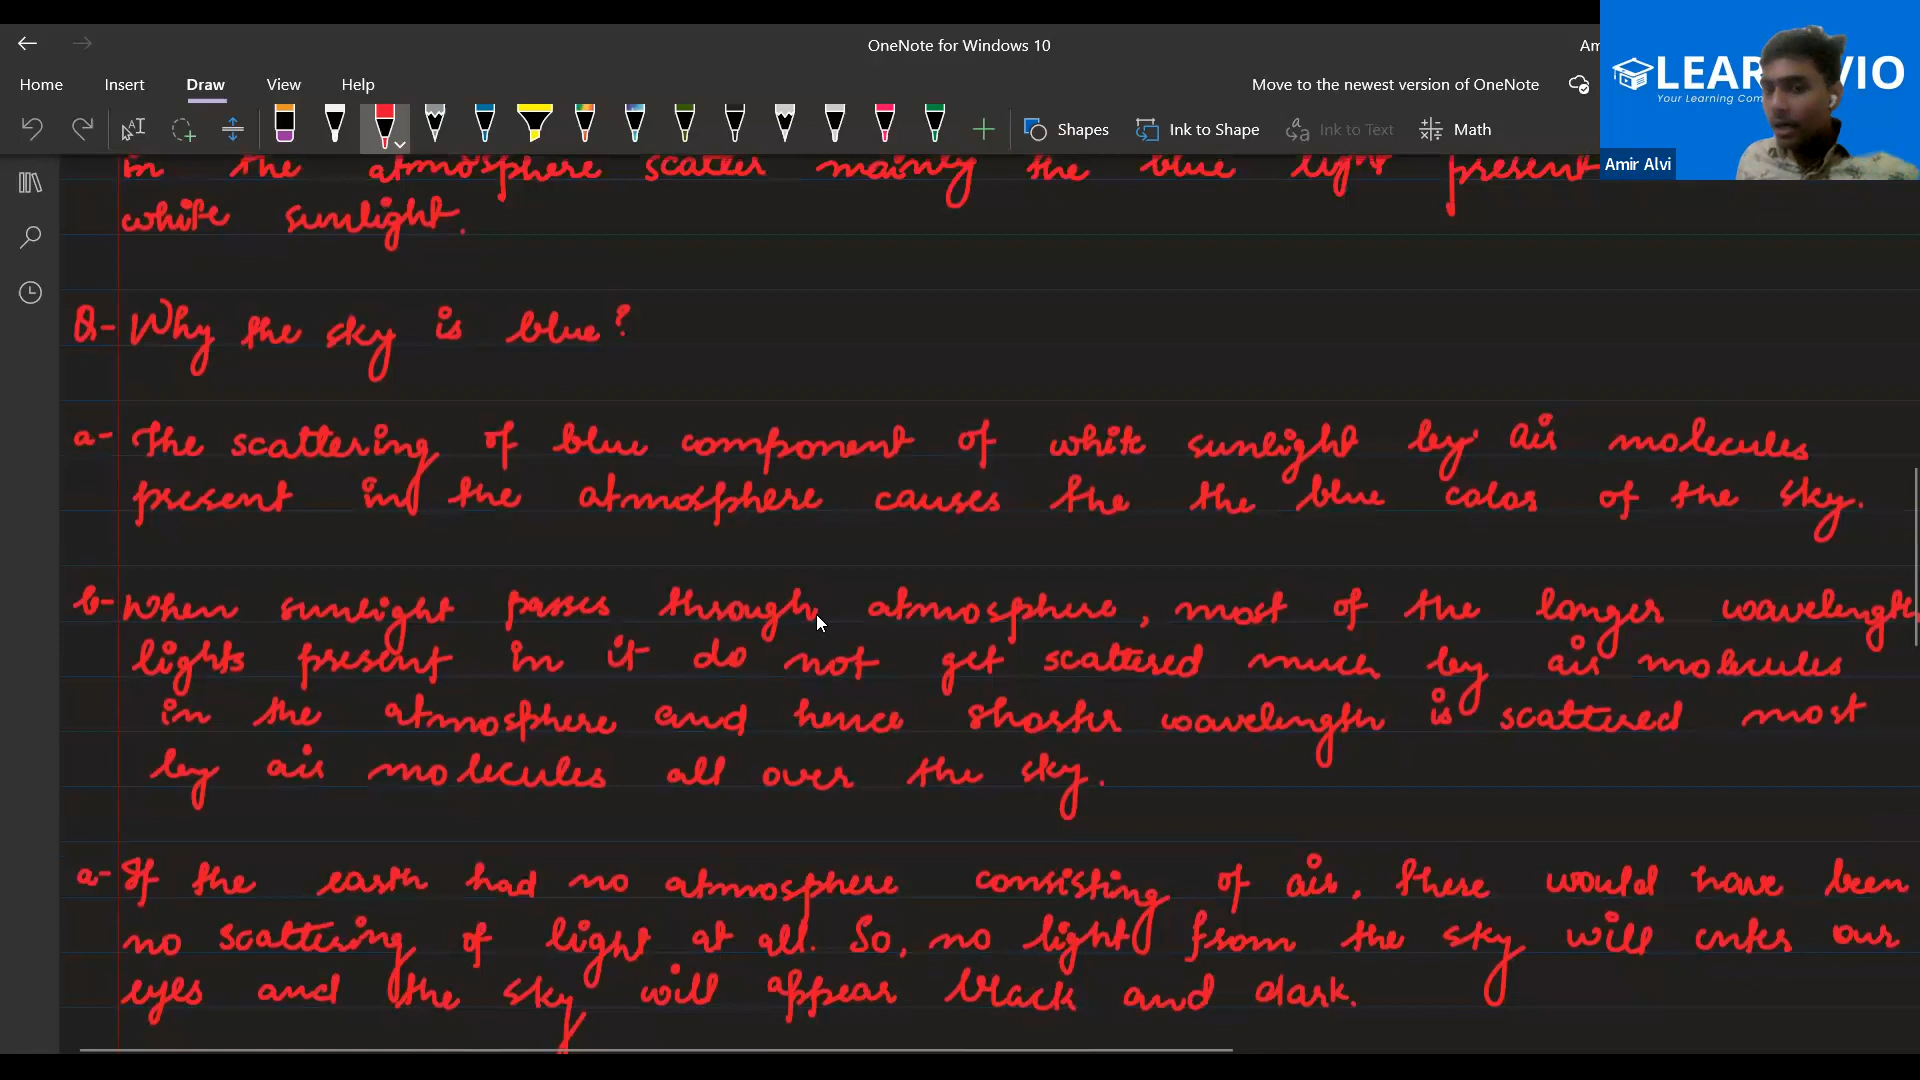 OneNote for Windows 10
Am
Home Insert Draw View Help
Move to the newest version of OneNote
LEAR VIO
Your Learning Com
Shapes Ink to Shape Ink to Text Math
Amir Alvi
in the atmosphere scatter mainly the blue light present
white sunlight.
Q- Why the sky is blue?
a- The scattering of blue component of white sunlight by air molecules
present in the atmosphere causes the the blue color of the sky.
b- When sunlight passes through atmosphere, most of the longer wavelength
lights present in it do not get scattered much by air molecules
in the atmosphere and hence shorter wavelength is scattered most
by air molecules all over the sky.
a- If the earth had no atmosphere consisting of air, there would have been
no scattering of light at all. So, no light from the sky will enter our
eyes and the sky will appear black and dark.